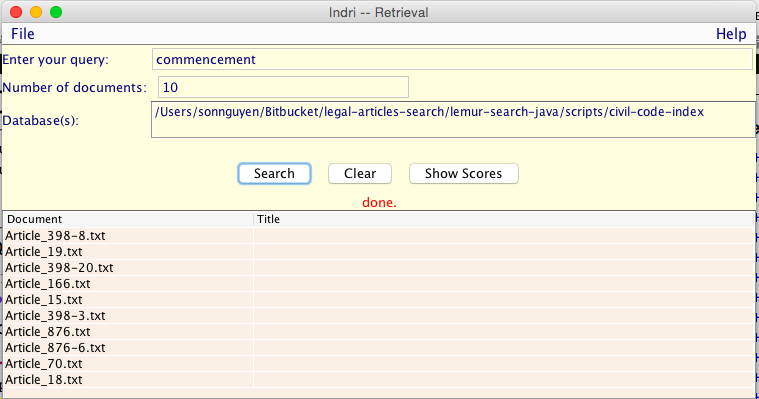 Indri -- Retrieval
File Help
Enter your query: commencement
Number of documents: 10
Database(s): /Users/sonnguyen/Bitbucket/legal-articles-search/lemur-search-java/scripts/civil-code-index
Search Clear Show Scores
done.
Document Title
Article_398-8.txt
Article_19.txt
Article_398-20.txt
Article_166.txt
Article_15.txt
Article_398-3.txt
Article_876.txt
Article_876-6.txt
Article_70.txt
Article_18.txt